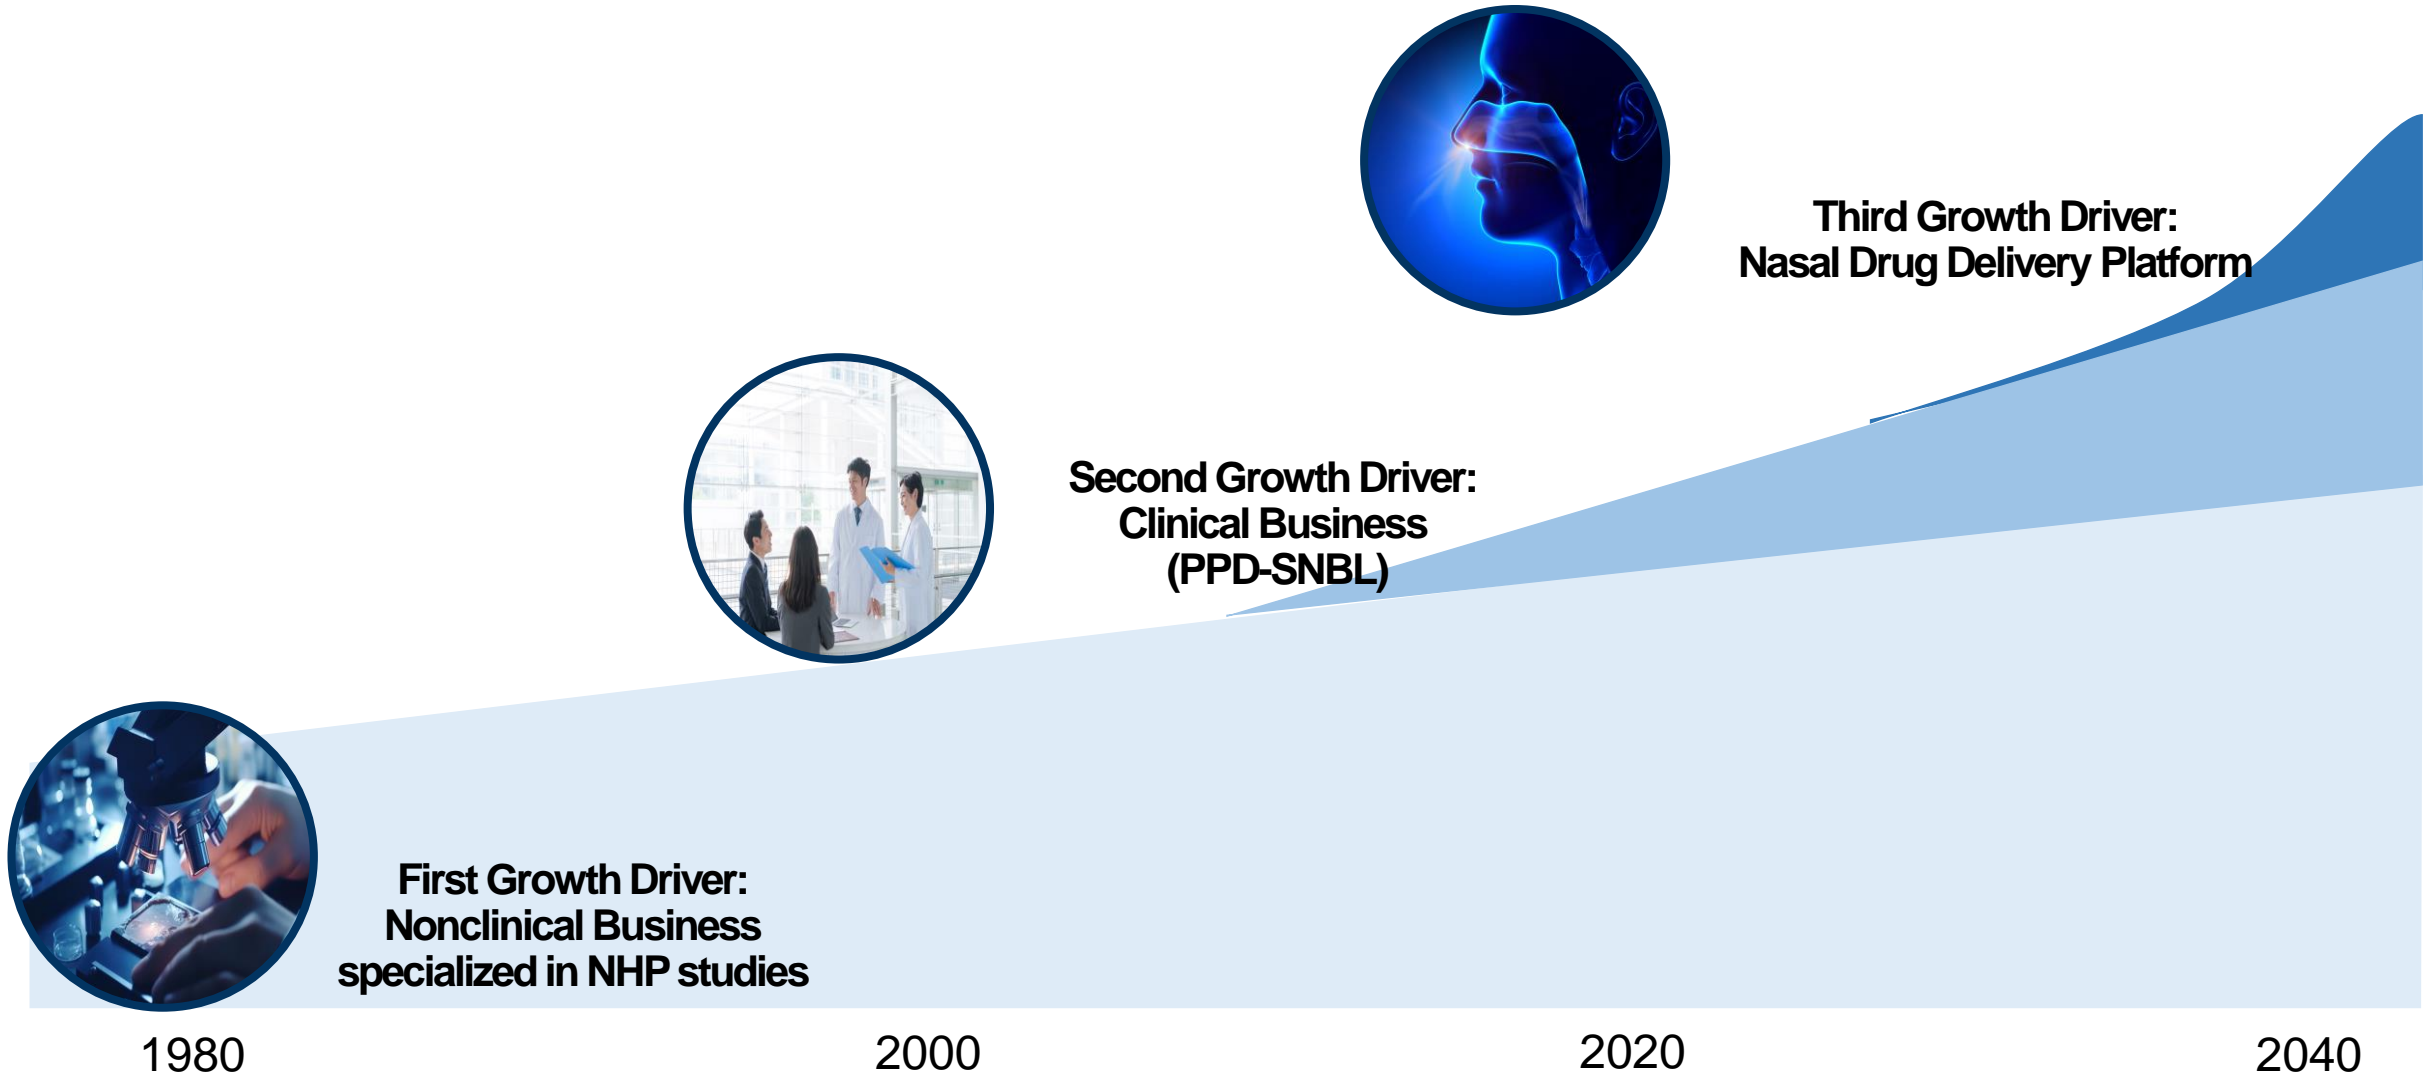 Third Growth Driver:
Nasal Drug Delivery Platform
Second Growth Driver:
Clinical Business
(PPD-SNBL)
First Growth Driver:
Nonclinical Business
specialized in NHP studies
1980
2000
2020
2040